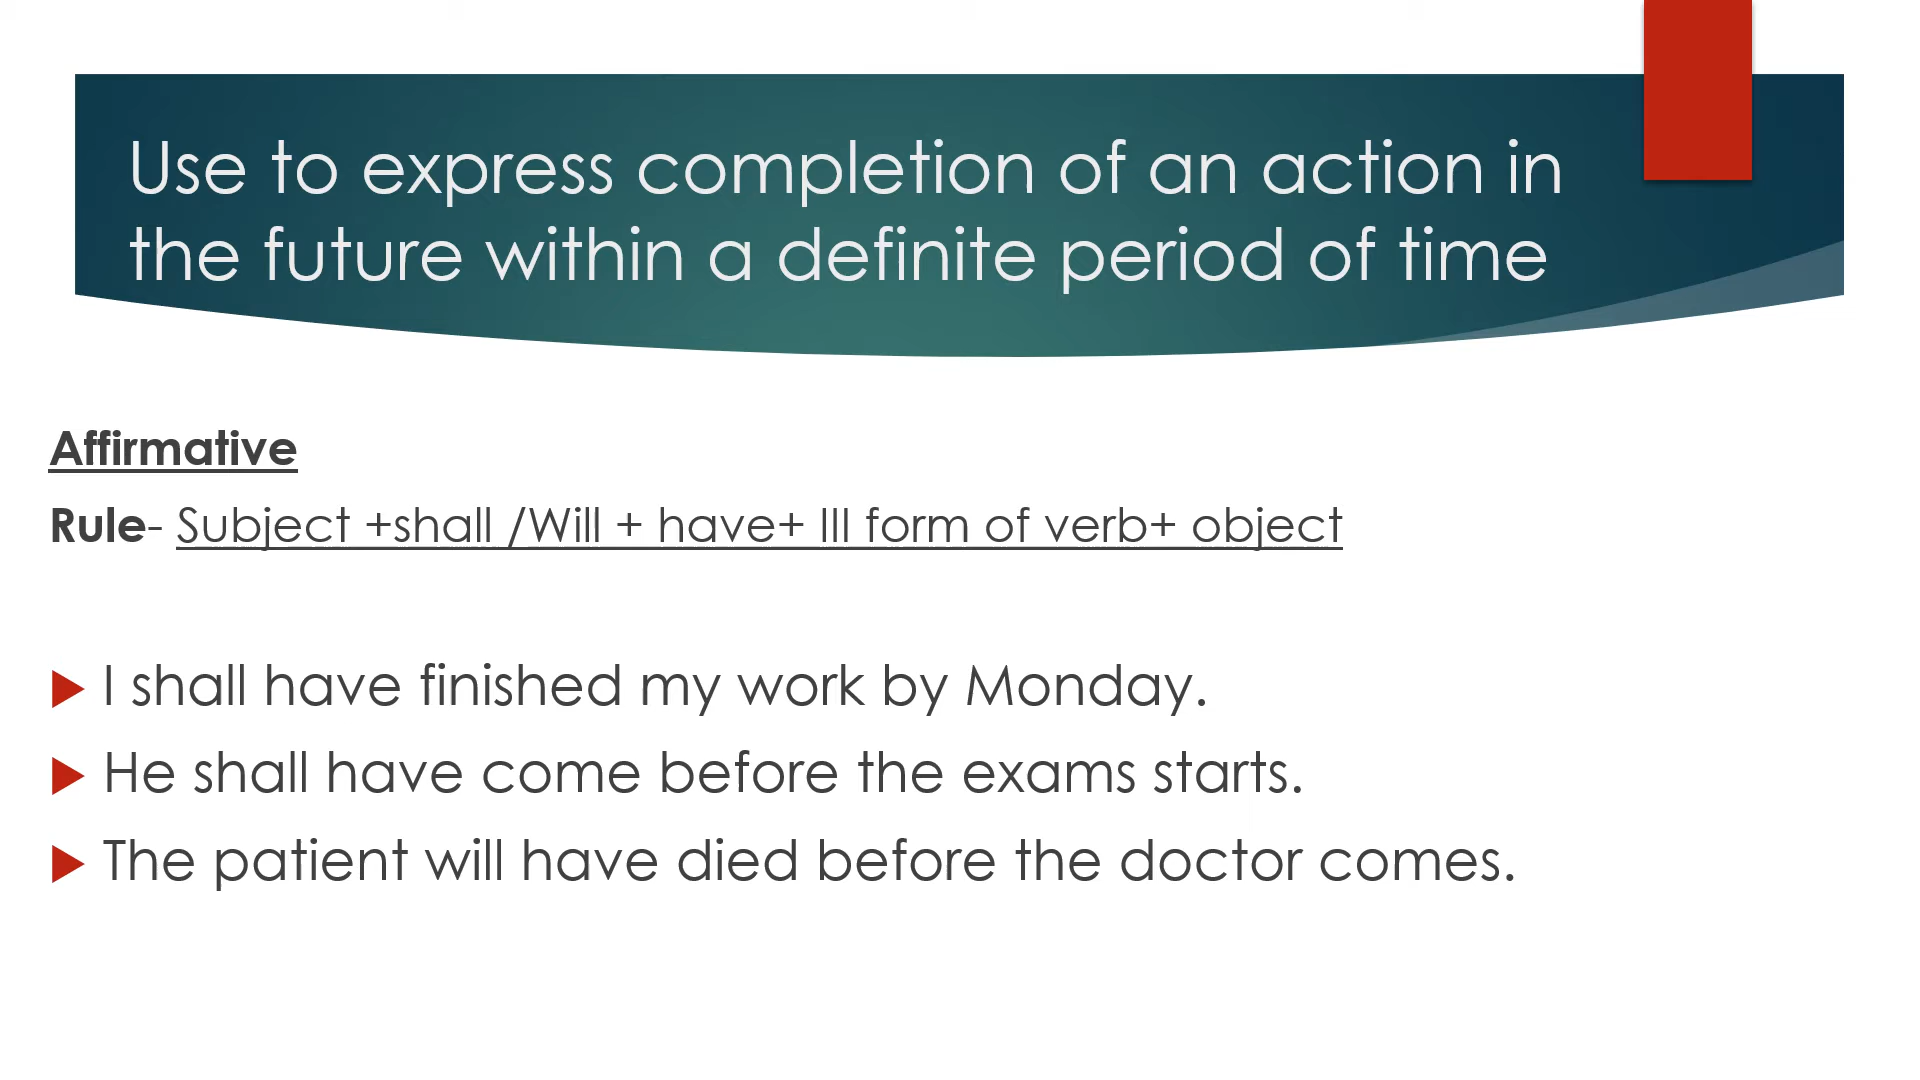 Use to express completion of an action in
the future within a definite period of time
Affirmative
Rule- Subject +shall /Will + have+ III form of verb+ object
I shall have finished my work by Monday.
He shall have come before the exams starts.
The patient will have died before the doctor comes.